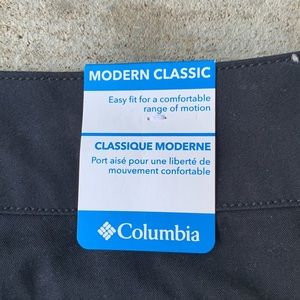 MODERN CLASSIC
Easy fit for a comfortable
range of motion
CLASSIQUE MODERNE
Port aisé pour une liberté de
mouvement confortable
Columbia